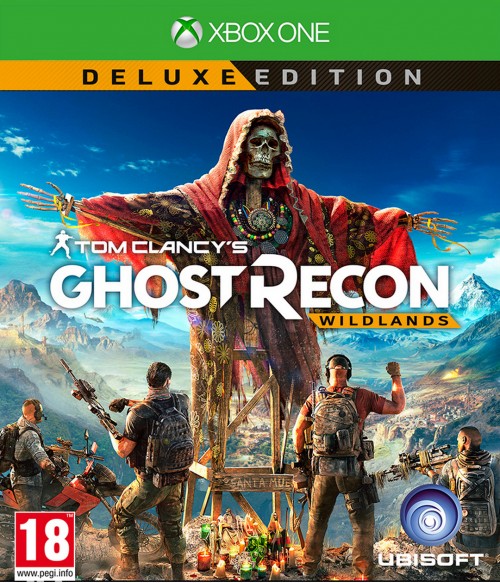 XBOX ONE
DELUXE EDITION
TOM CLANCY'S
GHOST RECON
WILDLANDS
SANTA MUE
18
www.pegi.info
UBISOFT